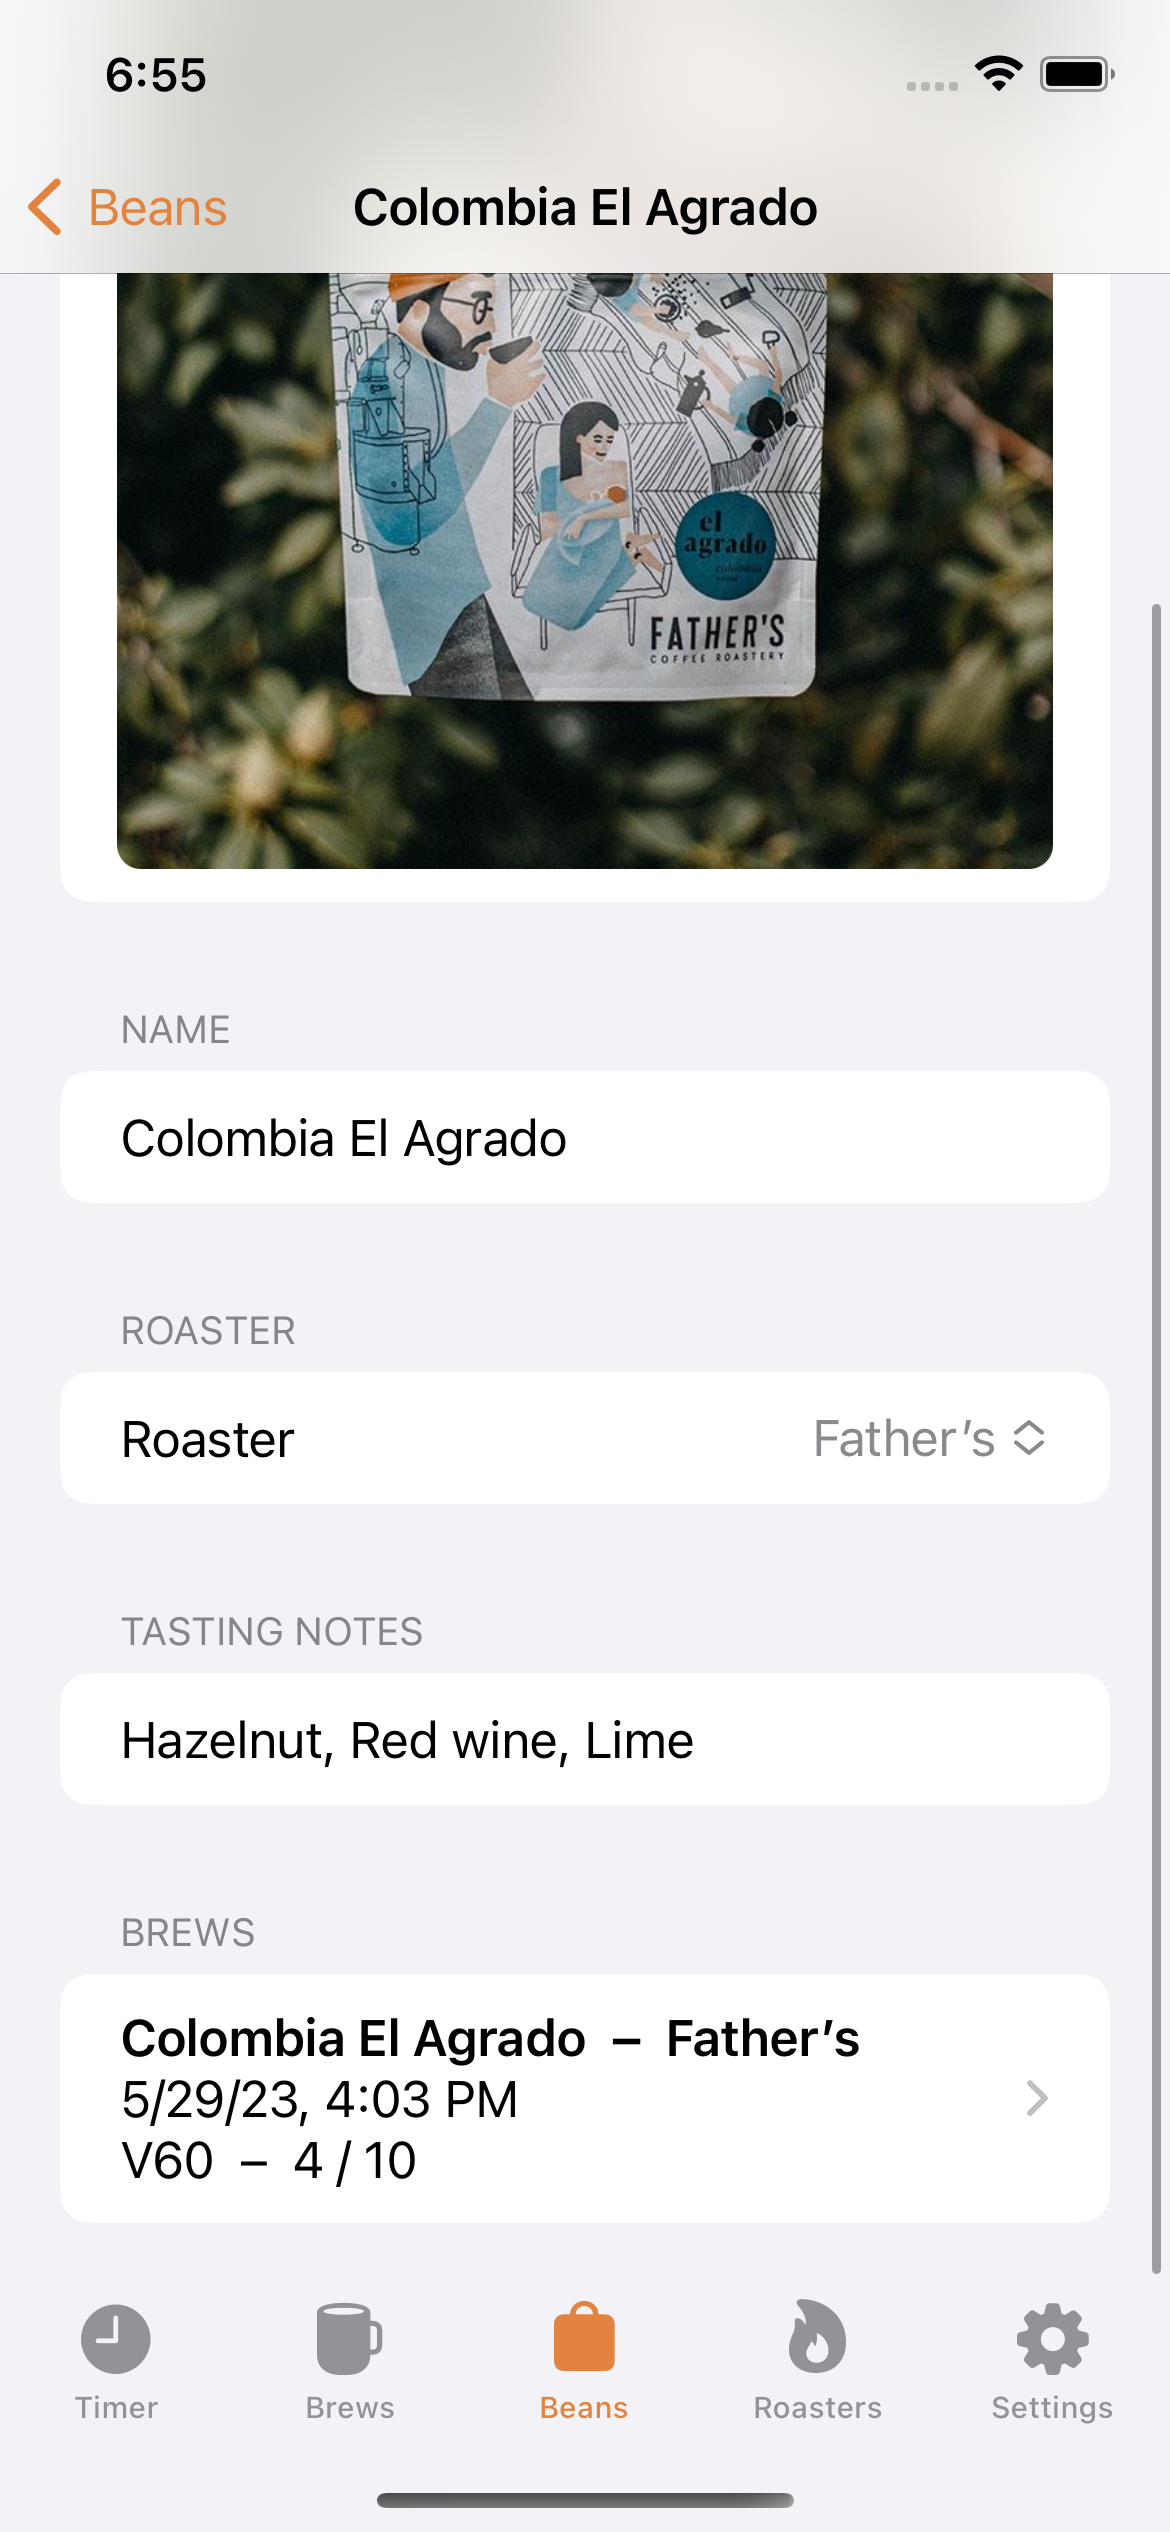 6:55
Beans
Colombia El Agrado
el
agrado
colombia
FATHER'S
COFFEE ROASTERY
NAME
Colombia El Agrado
ROASTER
Roaster
Father’s
TASTING NOTES
Hazelnut, Red wine, Lime
BREWS
Colombia El Agrado – Father’s
5/29/23, 4:03 PM
V60 – 4 / 10
Timer
Brews
Beans
Roasters
Settings